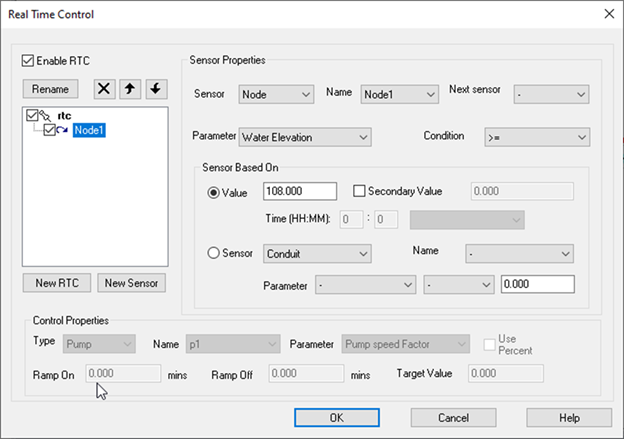 Real Time Control
Enable RTC
Rename
rtc
Node1
New RTC New Sensor
Sensor Properties
Sensor Node Name Node1 Next sensor -
Parameter Water Elevation Condition >=
Sensor Based On
Value 108.000 Secondary Value 0.000
Time (HH:MM): 0 : 0
Sensor Conduit Name -
Parameter - - 0.000
Control Properties
Type Pump Name p1 Parameter Pump speed Factor Use
Percent
Ramp On 0.000 mins Ramp Off 0.000 mins Target Value 0.000
OK Cancel Help